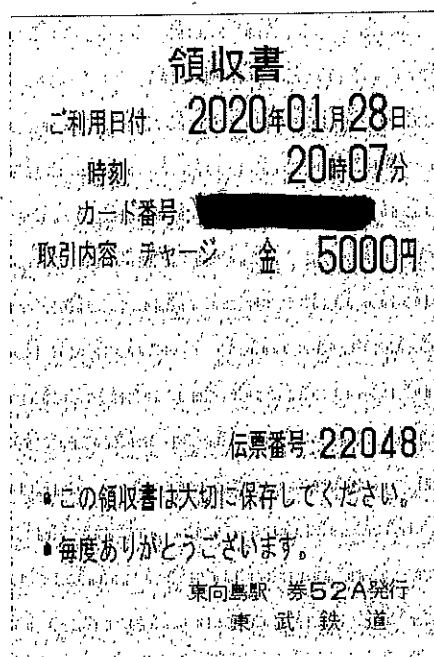 領収書
ご利用日付 2020年01月28日
時刻 20時07分
カード番号
取引内容 チャージ 金 5000円
伝票番号 22048
▪この領収書は大切に保存してください。
▪毎度ありがとうございます。
東向島駅 券52A発行
東武鉄道